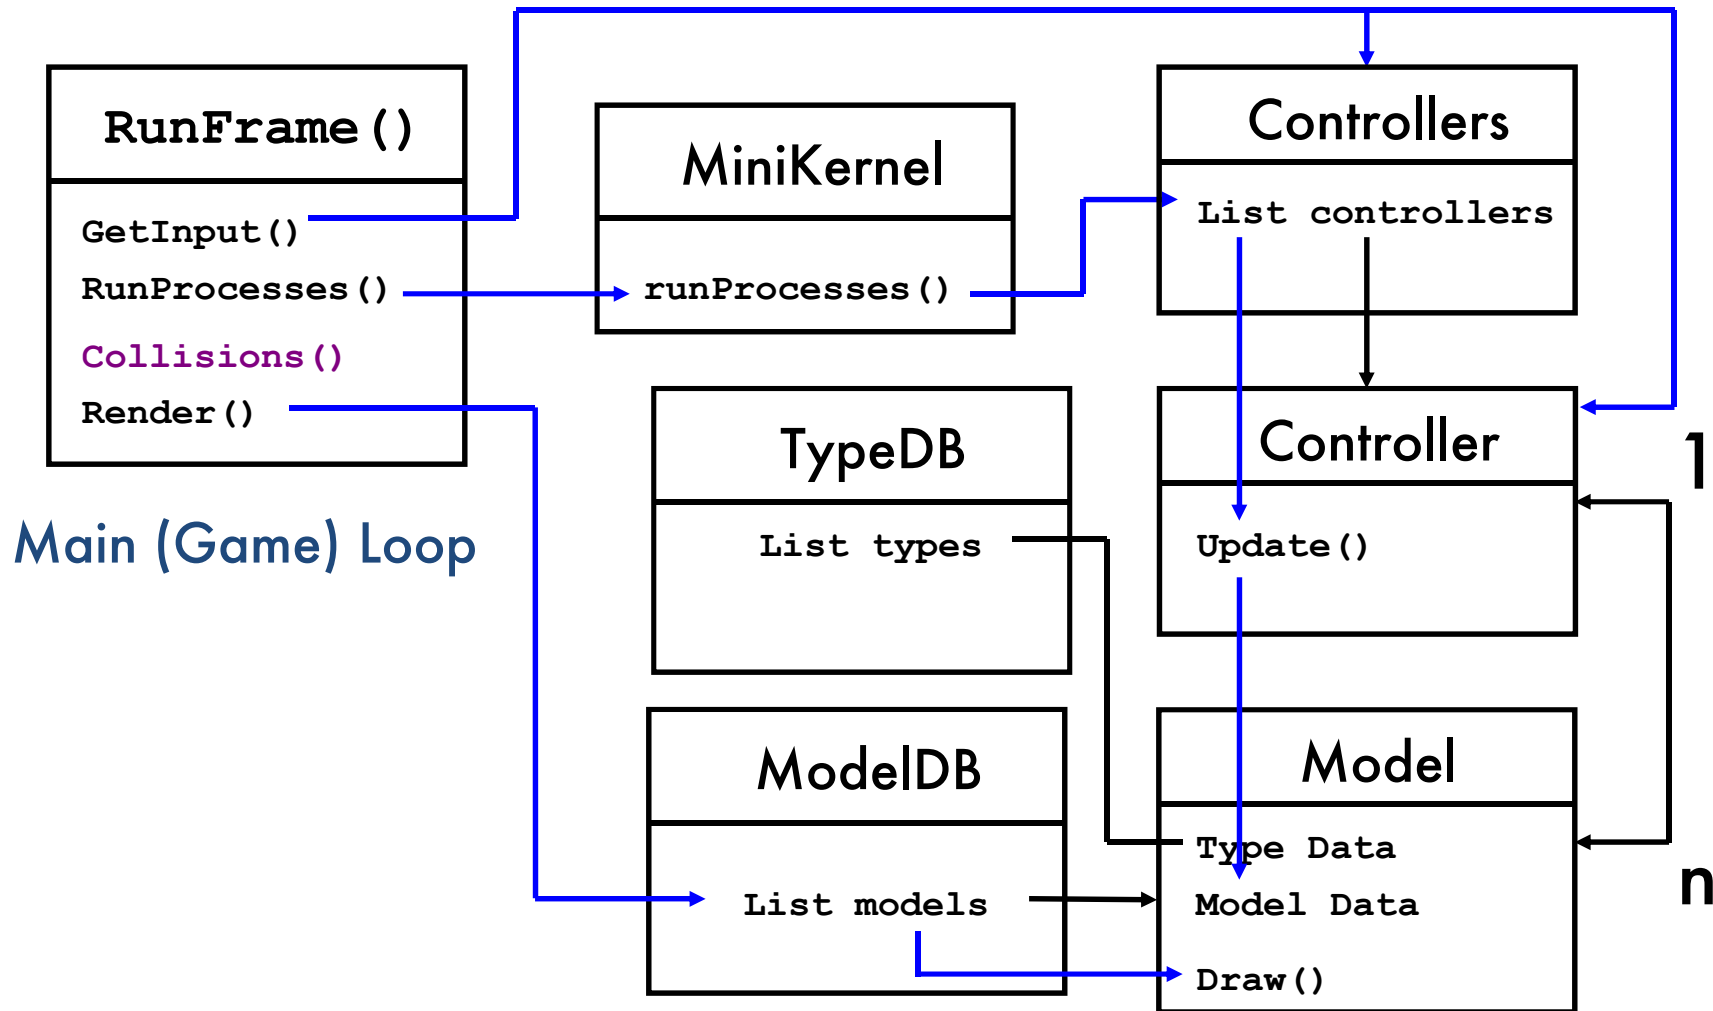 RunFrame()
GetInput()
RunProcesses()
Collisions()
Render()
Main (Game) Loop
MiniKernel
runProcesses()
Controllers
List controllers
TypeDB
List types
Controller
Update()
1
ModelDB
List models
Model
Type Data
Model Data
Draw()
n